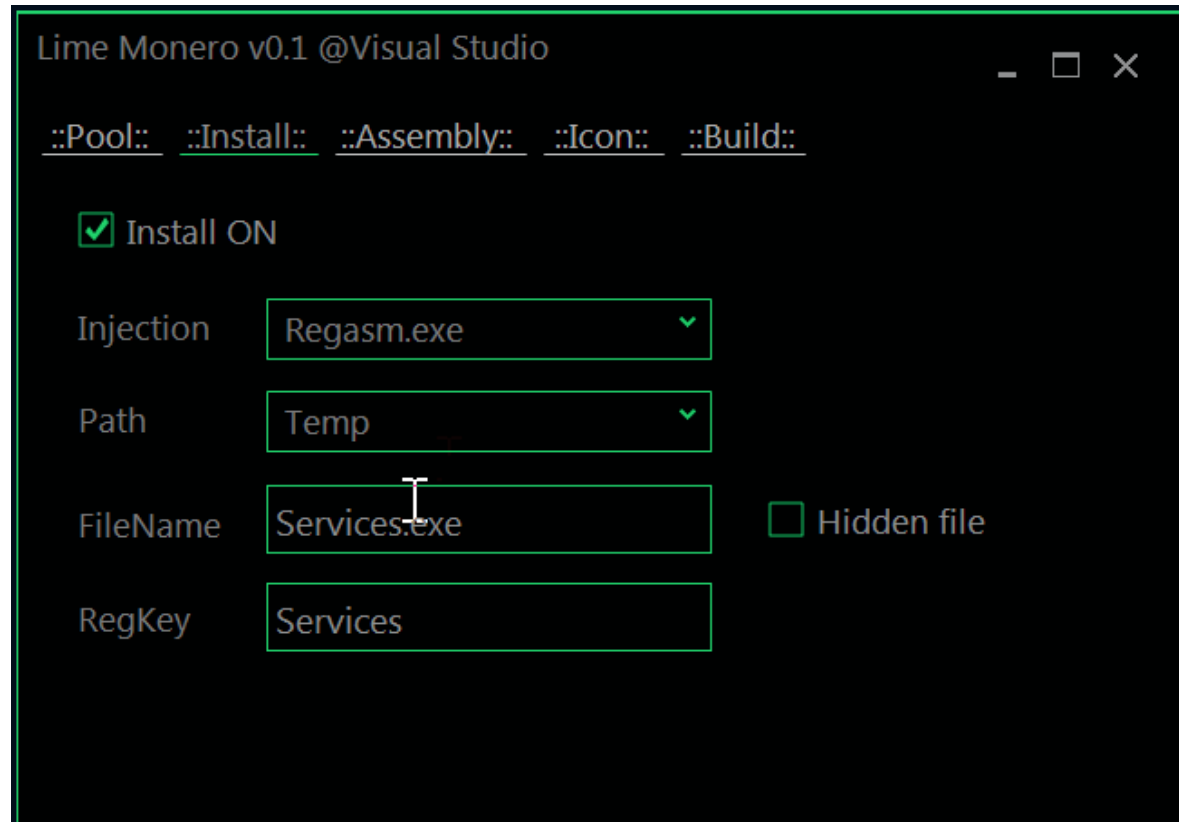 Lime Monero v0.1 @Visual Studio
::Pool:: ::Install:: ::Assembly:: ::Icon:: ::Build::
Install ON
Injection Regasm.exe
Path Temp
FileName Services.exe Hidden file
RegKey Services